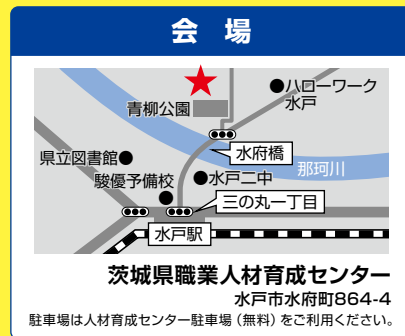 会 場
ハローワーク
水戸
青柳公園
水府橋
那珂川
県立図書館
駿優予備校
水戸二中
三の丸一丁目
水戸駅
茨城県職業人材育成センター
水戸市水府町864-4
駐車場は人材育成センター駐車場(無料)をご利用ください。